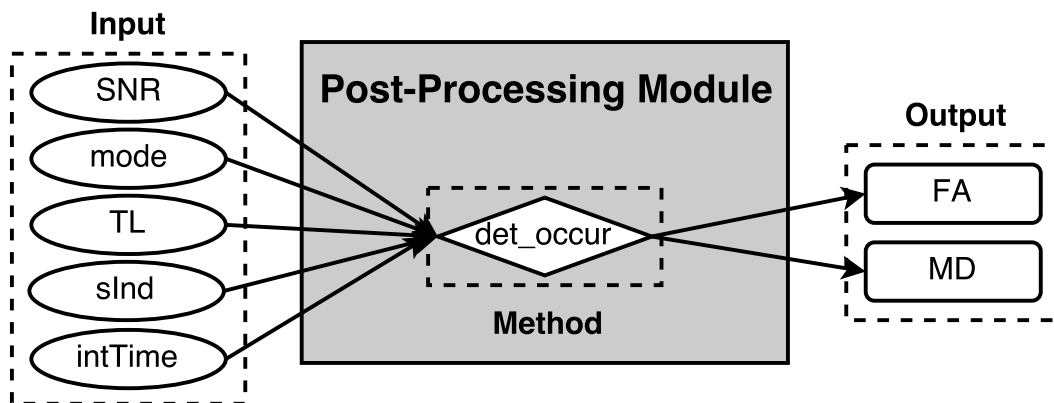 Input
SNR
mode
TL
sInd
intTime
Post-Processing Module
det_occur
Method
Output
FA
MD